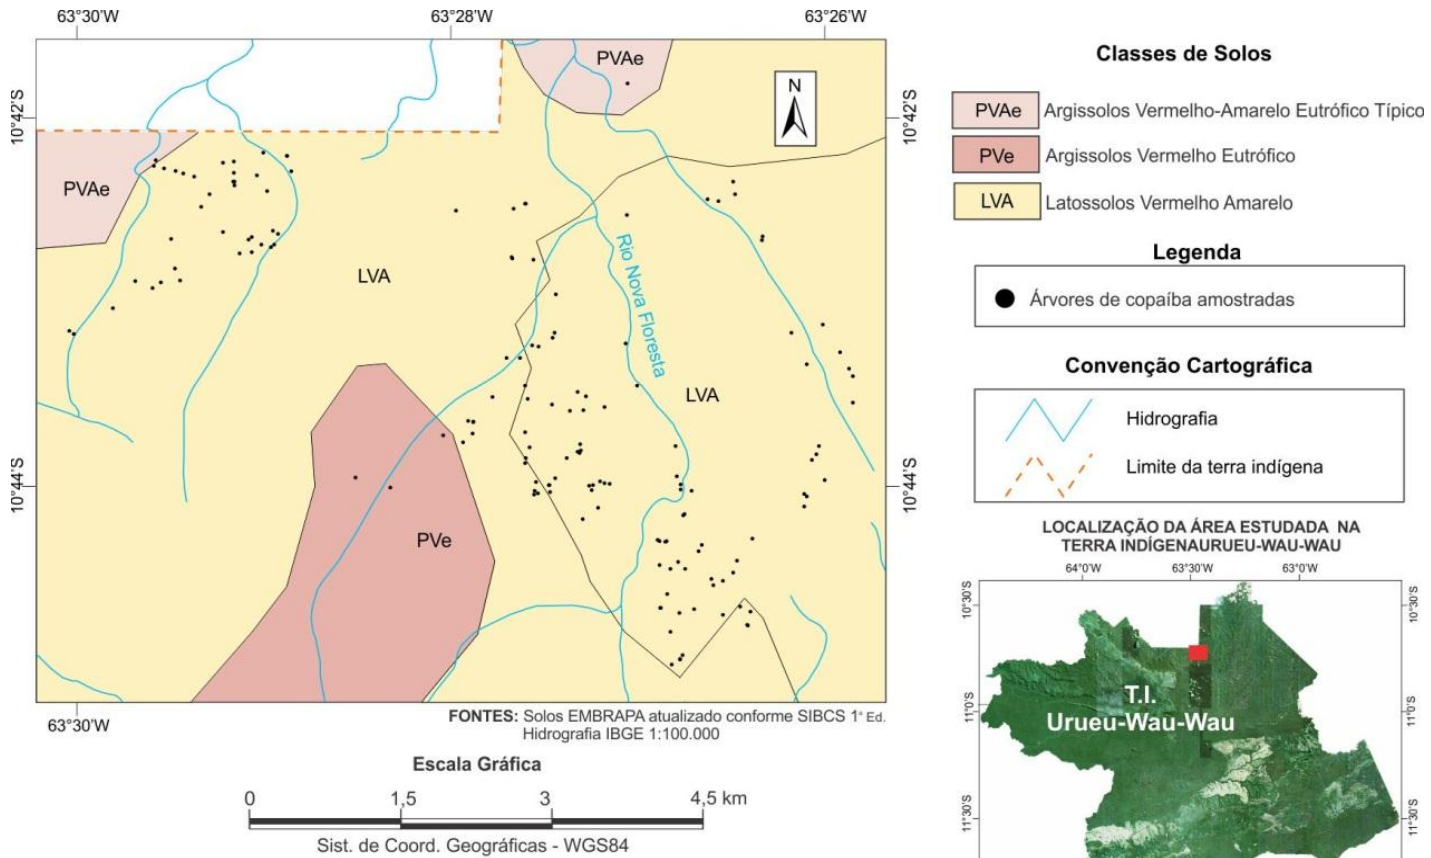 63°30'W
63°28'W
63°26'W
10°42'S
10°42'S
10°44'S
10°44'S
63°30'W
PVAe
PVAe
N
LVA
Rio Nova Floresta
LVA
PVe
FONTES: Solos EMBRAPA atualizado conforme SIBCS 1ª Ed.
Hidrografia IBGE 1:100.000
Escala Gráfica
0 1,5 3 4,5 km
Sist. de Coord. Geográficas - WGS84
Classes de Solos
PVAe Argissolos Vermelho-Amarelo Eutrófico Típico
PVe Argissolos Vermelho Eutrófico
LVA Latossolos Vermelho Amarelo
Legenda
Árvores de copaíba amostradas
Convenção Cartográfica
Hidrografia
Limite da terra indígena
LOCALIZAÇÃO DA ÁREA ESTUDADA NA
TERRA INDÍGENAURUEU-WAU-WAU
64°0'W 63°30'W 63°0'W
10°30'S
10°30'S
11°0'S
11°0'S
11°30'S
11°30'S
T.I.
Urueu-Wau-Wau